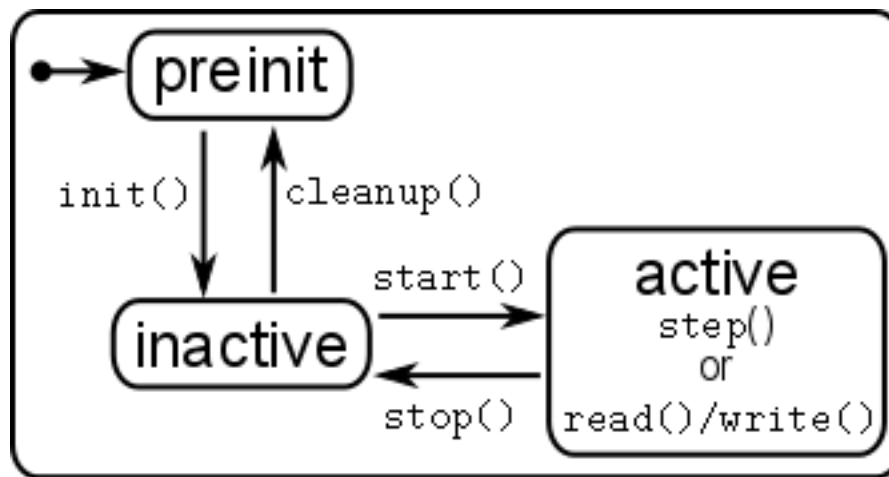 preinit
init()
cleanup()
start()
active
step()
or
read()/write()
inactive
stop()